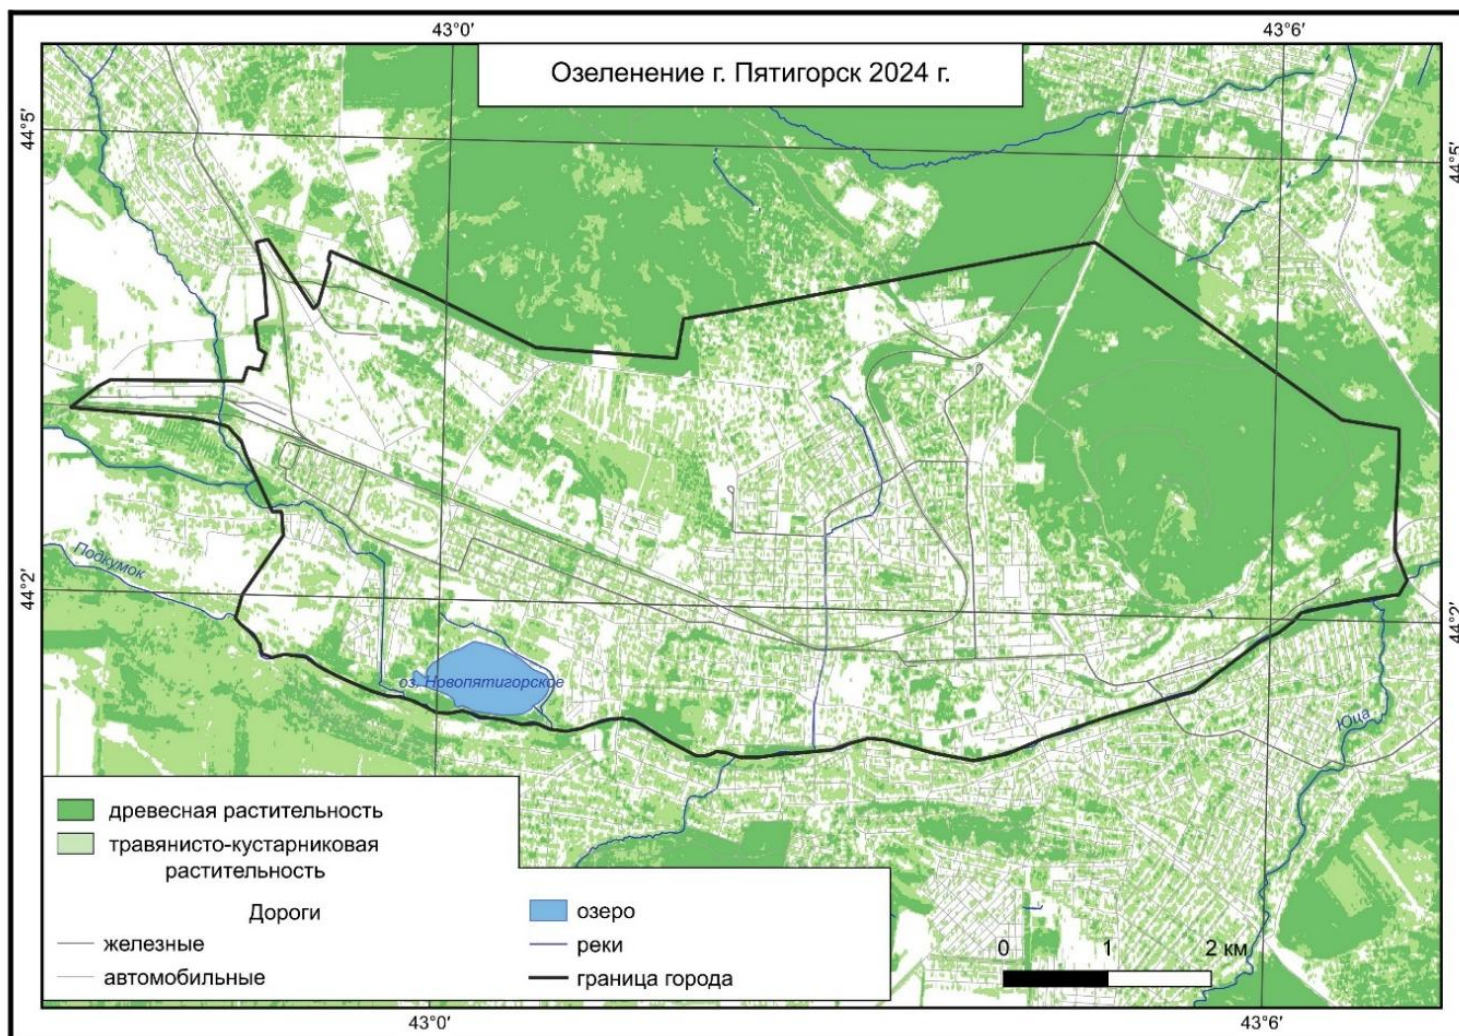 43°0′
43°6′
Озеленение г. Пятигорск 2024 г.
44°5′
44°5′
Подкумок
44°2′
44°2′
оз. Новопятигорское
Юца
древесная растительность
травянисто-кустарниковая
растительность
Дороги
железные
автомобильные
озеро
реки
граница города
0 1 2 км
43°0′
43°6′